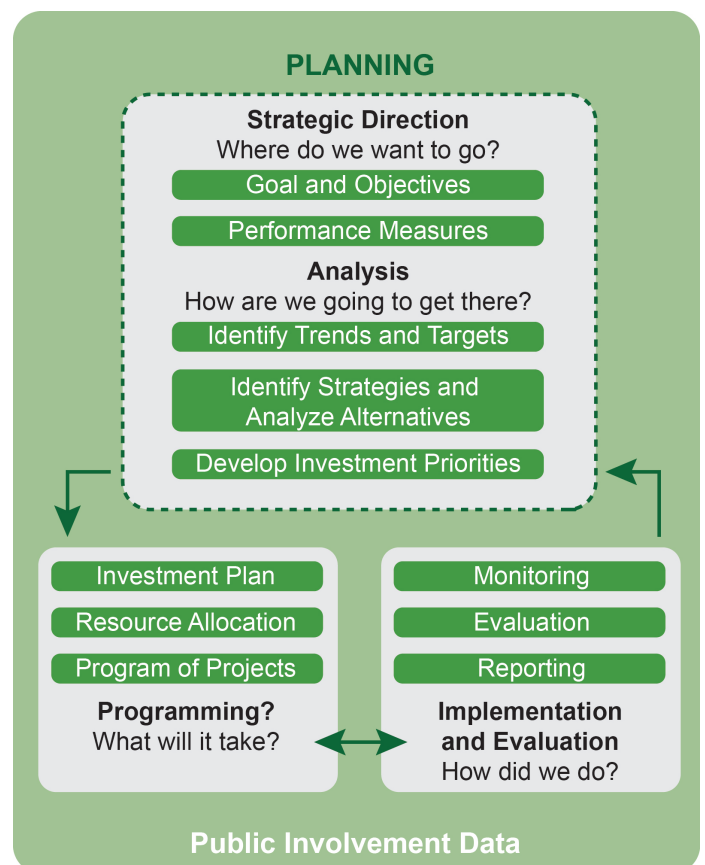 PLANNING
Strategic Direction
Where do we want to go?
Goal and Objectives
Performance Measures
Analysis
How are we going to get there?
Identify Trends and Targets
Identify Strategies and
Analyze Alternatives
Develop Investment Priorities
Investment Plan
Resource Allocation
Program of Projects
Programming?
What will it take?
Monitoring
Evaluation
Reporting
Implementation
and Evaluation
How did we do?
Public Involvement Data